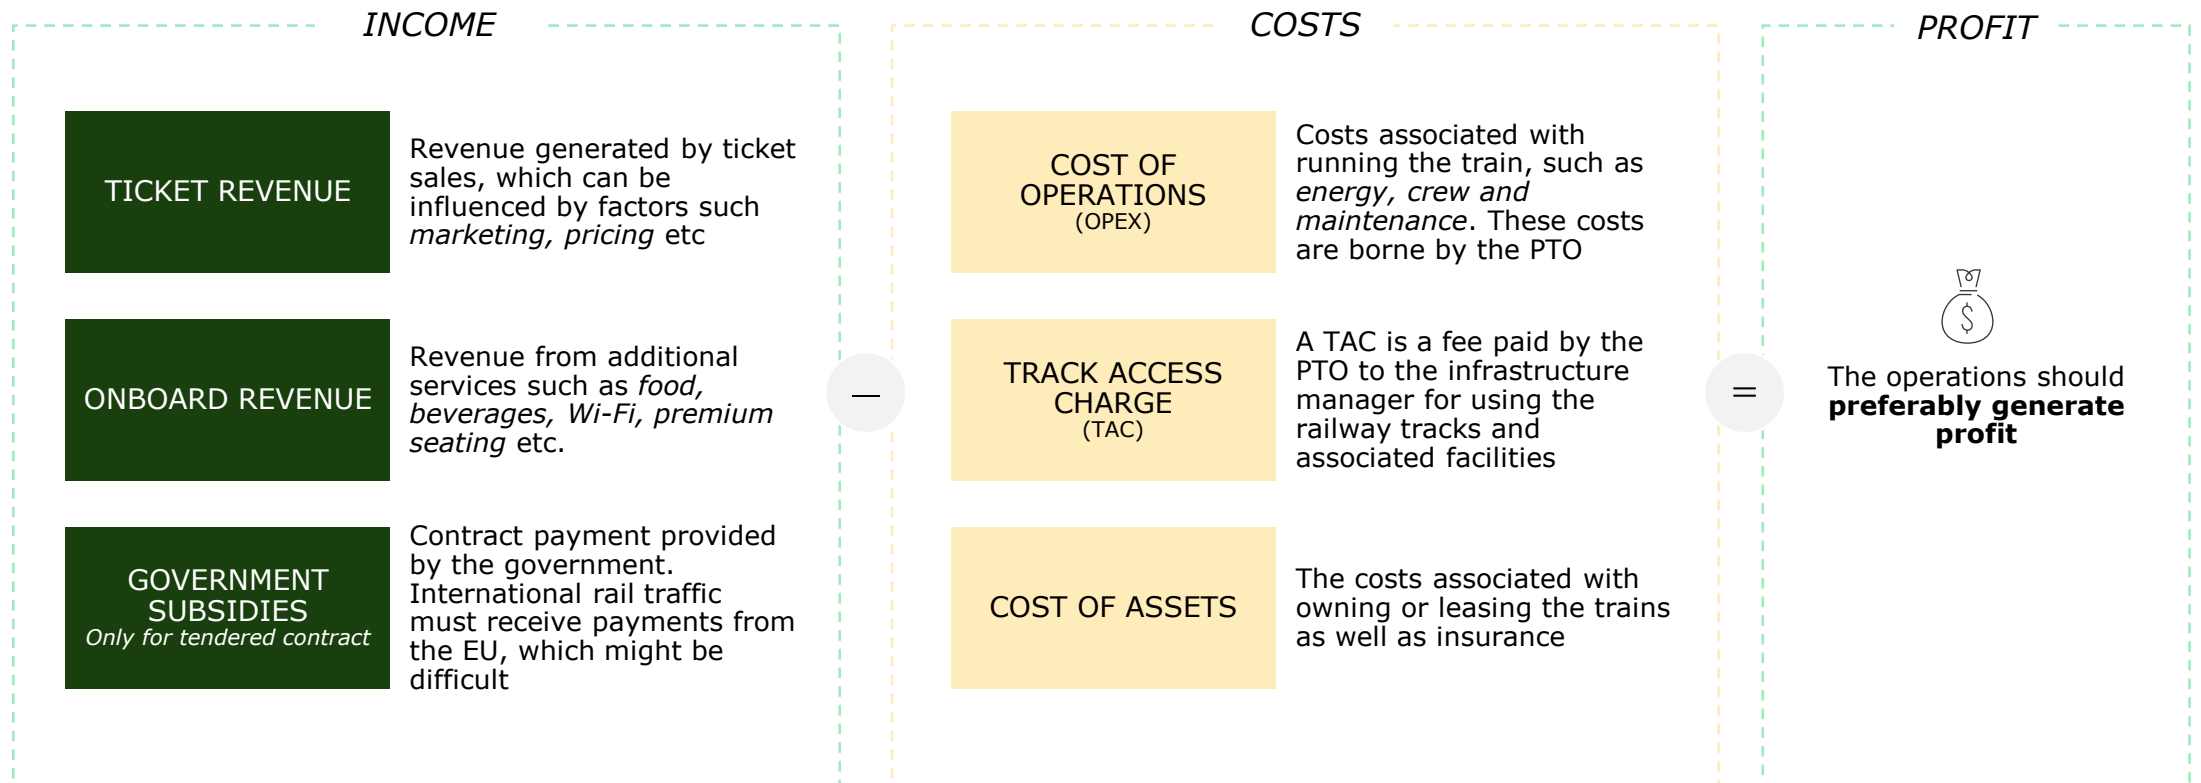 INCOME
TICKET REVENUE
Revenue generated by ticket
sales, which can be
influenced by factors such
marketing, pricing etc
ONBOARD REVENUE
Revenue from additional
services such as food,
beverages, Wi-Fi, premium
seating etc.
GOVERNMENT
SUBSIDIES
Only for tendered contract
Contract payment provided
by the government.
International rail traffic
must receive payments from
the EU, which might be
difficult
—
COSTS
COST OF
OPERATIONS
(OPEX)
Costs associated with
running the train, such as
energy, crew and
maintenance. These costs
are borne by the PTO
TRACK ACCESS
CHARGE
(TAC)
A TAC is a fee paid by the
PTO to the infrastructure
manager for using the
railway tracks and
associated facilities
COST OF ASSETS
The costs associated with
owning or leasing the trains
as well as insurance
=
PROFIT
$
The operations should
preferably generate
profit